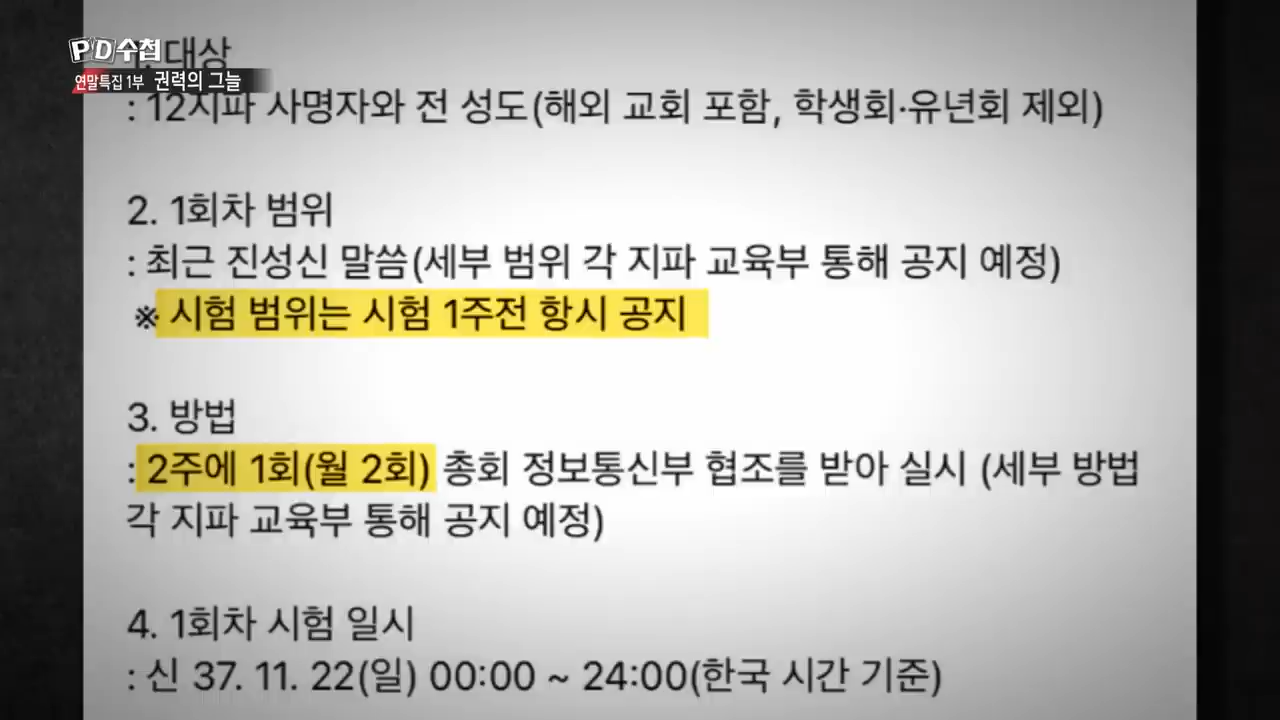 PD수첩
연말특집 1부 권력의 그늘
1. 대상
: 12지파 사명자와 전 성도(해외 교회 포함, 학생회·유년회 제외)
2. 1회차 범위
: 최근 진성신 말씀(세부 범위 각 지파 교육부 통해 공지 예정)
※ 시험 범위는 시험 1주전 항시 공지
3. 방법
: 2주에 1회(월 2회) 총회 정보통신부 협조를 받아 실시 (세부 방법
각 지파 교육부 통해 공지 예정)
4. 1회차 시험 일시
: 신 37. 11. 22(일) 00:00 ~ 24:00(한국 시간 기준)